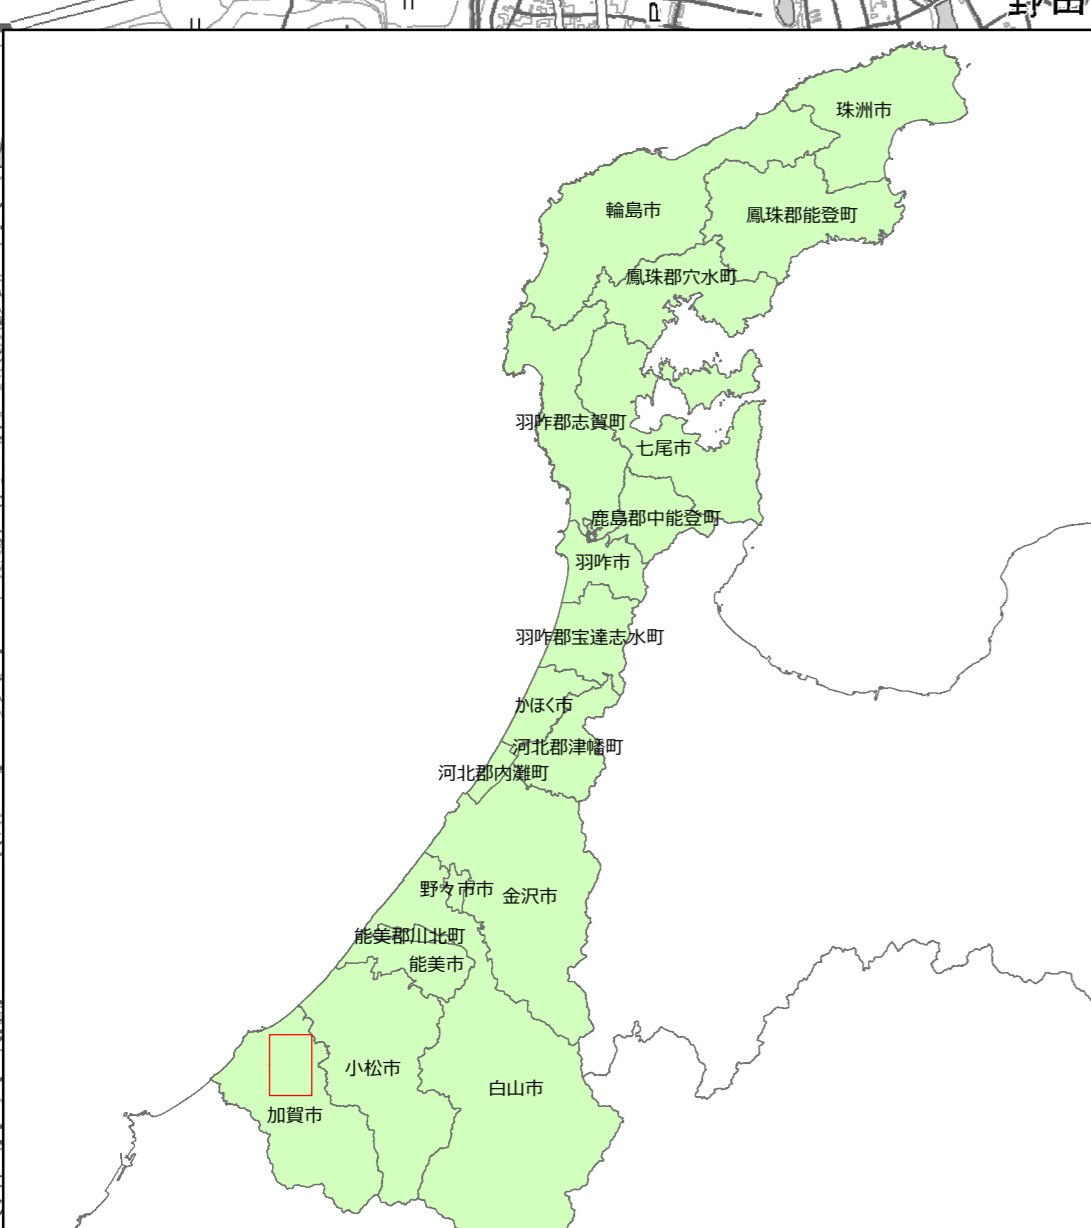 野田
珠洲市
輪島市
鳳珠郡能登町
鳳珠郡穴水町
羽咋郡志賀町
七尾市
鹿島郡中能登町
羽咋市
羽咋郡宝達志水町
かほく市
河北郡津幡町
河北郡内灘町
野々市市
金沢市
能美郡川北町
能美市
小松市
白山市
加賀市